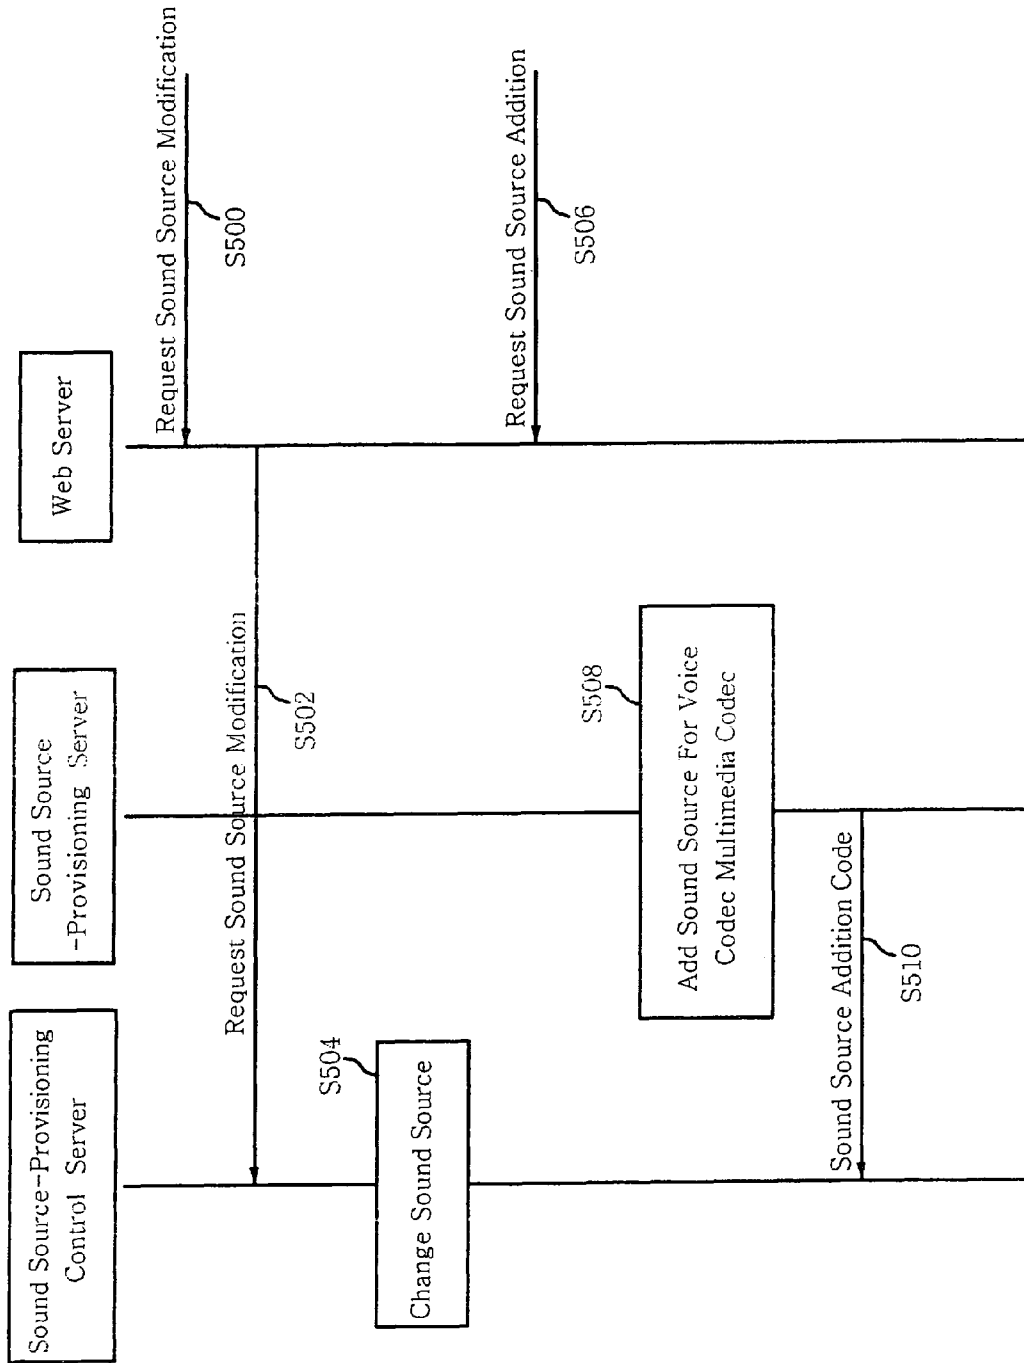 Sound Source-Provisioning
Control Server
Sound Source
-Provisioning Server
Web Server
Request Sound Source Modification
S500
Request Sound Source Modification
S502
Change Sound Source
S504
Request Sound Source Addition
S506
Add Sound Source For Voice
Codec Multimedia Codec
S508
Sound Source Addition Code
S510